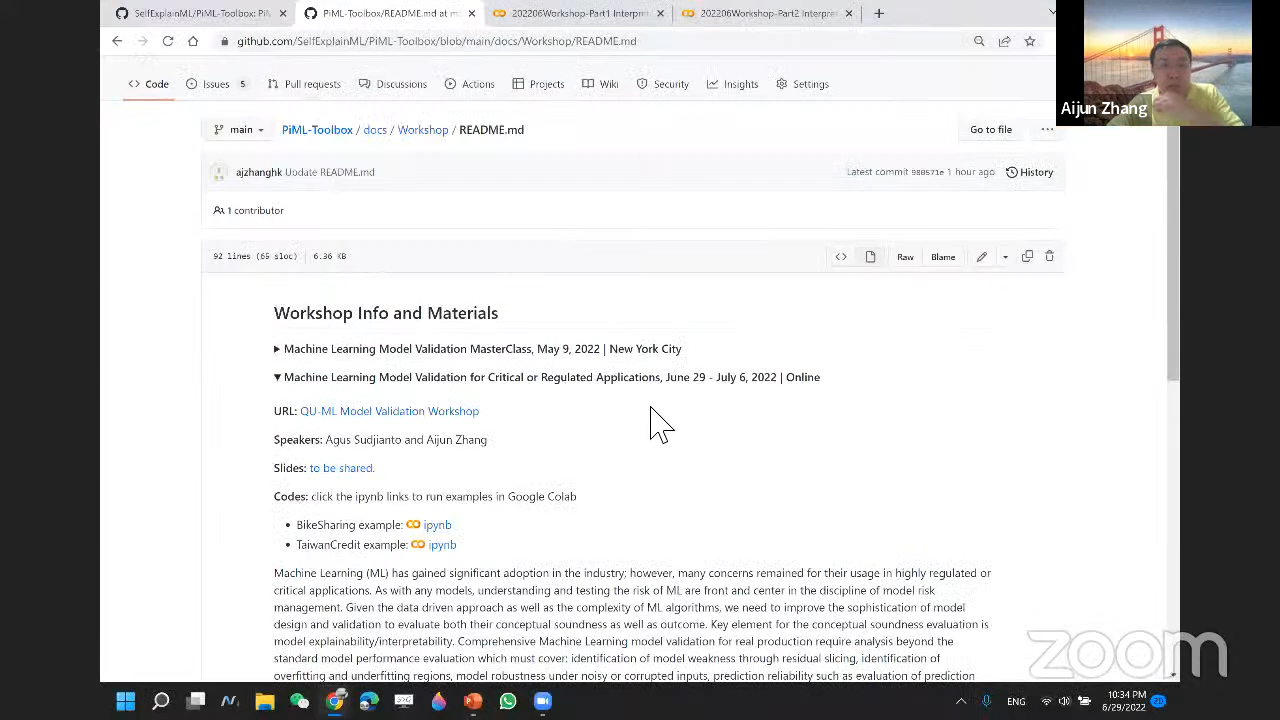 SelfExplainML/PiML-Toolbox: PiM
PiML-Toolbox/README.md at m
202206Workshop-Part1 Interpre
202206Workshop-Part2 Interpre
github.com/SelfExplainML/PiML-Toolbox/blob/main/docs/Workshop/README.md
Code
Issues 5
Pull requests
Discussions
Actions
Projects
Wiki
Security
Insights
Settings
Aijun Zhang
main
PiML-Toolbox / docs / Workshop / README.md
Go to file
ajzhanghk Update README.md
Latest commit 1 hour ago
History
1 contributor
92 lines (65 sloc) 6.36 KB
Raw
Blame
Workshop Info and Materials
Machine Learning Model Validation MasterClass, May 9, 2022 | New York City
Machine Learning Model Validation for Critical or Regulated Applications, June 29 - July 6, 2022 | Online
URL: QU-ML Model Validation Workshop
Speakers: Agus Sudjianto and Aijun Zhang
Slides: to be shared.
Codes: click the ipynb links to run examples in Google Colab
BikeSharing example: ipynb
TaiwanCredit example: ipynb
Machine Learning (ML) has gained significant adoption in the industry; however, many concerns remained for their usage in highly regulated or
critical applications. As with any models, understanding and testing the risk of ML are front and center in the discipline of model risk
management. Given the data driven approach as well as the complexity of ML algorithms, we need to improve the sophistication of model
design and validation to evaluate both their conceptual soundness as well as outcome. Key element for the conceptual soundness evaluation is
model explainability/interpretability. Comprehensive Machine Learning model validation for real production require analysis beyond the
standard model performance evaluation which must cover: identification of model weakness through residual slicing, identification of
overfitting and underfitting regions, model robustness under noisy or corrupted inputs, prediction reliability such as evaluation of prediction
zoom
ENG
10:34 PM
6/29/2022